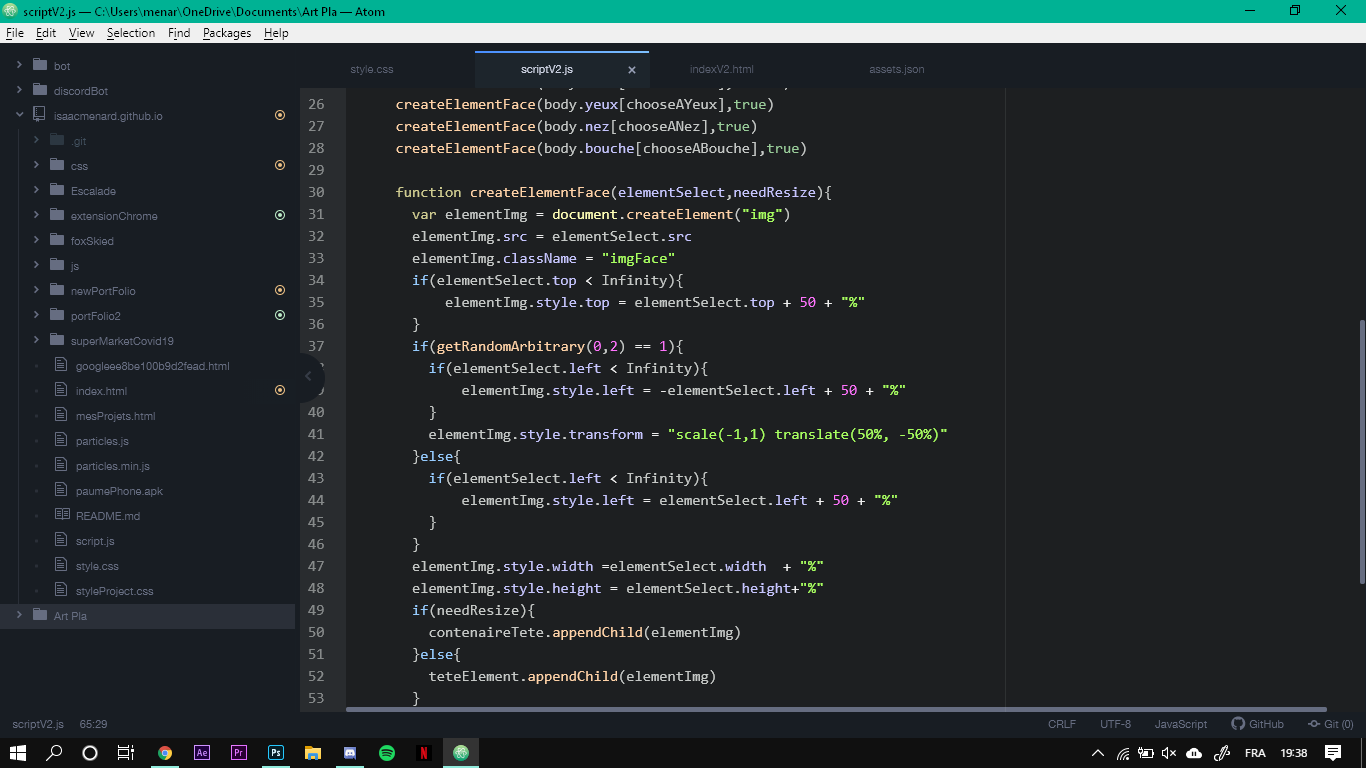 scriptV2.js — C:\Users\menar\OneDrive\Documents\Art Pla — Atom
File Edit View Selection Find Packages Help
bot
discordBot
isaacmenard.github.io
.git
css
Escalade
extensionChrome
foxSkied
js
newPortFolio
portFolio2
superMarketCovid19
googleee8be100b9d2fead.html
index.html
mesProjets.html
particles.js
particles.min.js
paumePhone.apk
README.md
script.js
style.css
styleProject.css
Art Pla
style.css scriptV2.js indexV2.html assets.json
26 createElementFace(body.yeux[chooseAYeux],true)
27 createElementFace(body.nez[chooseANez],true)
28 createElementFace(body.bouche[chooseABouche],true)
29
30 function createElementFace(elementSelect,needResize){
31 var elementImg = document.createElement("img")
32 elementImg.src = elementSelect.src
33 elementImg.className = "imgFace"
34 if(elementSelect.top < Infinity){
35 elementImg.style.top = elementSelect.top + 50 + "%"
36 }
37 if(getRandomArbitrary(0,2) == 1){
if(elementSelect.left < Infinity){
elementImg.style.left = -elementSelect.left + 50 + "%"
40 }
41 elementImg.style.transform = "scale(-1,1) translate(50%, -50%)"
42 }else{
43 if(elementSelect.left < Infinity){
44 elementImg.style.left = elementSelect.left + 50 + "%"
45 }
46 }
47 elementImg.style.width =elementSelect.width  + "%"
48 elementImg.style.height = elementSelect.height+"%"
49 if(needResize){
50 contenaireTete.appendChild(elementImg)
51 }else{
52 teteElement.appendChild(elementImg)
53 }
scriptV2.js 65:29 CRLF UTF-8 JavaScript GitHub Git (0)
Ae Pr Ps N FRA 19:38